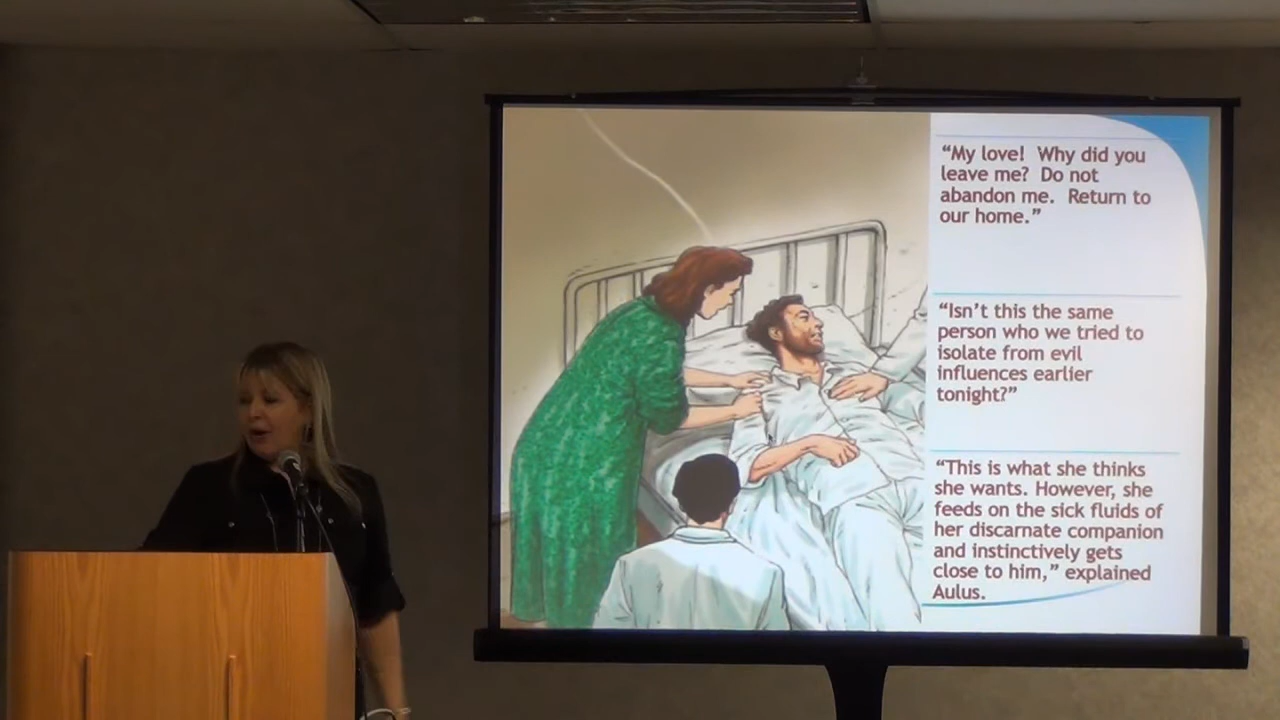 “My love!  Why did you
leave me?  Do not
abandon me.  Return to
our home.”
“Isn’t this the same
person who we tried to
isolate from evil
influences earlier
tonight?”
“This is what she thinks
she wants. However, she
feeds on the sick fluids of
her discarnate companion
and instinctively gets
close to him,” explained
Aulus.